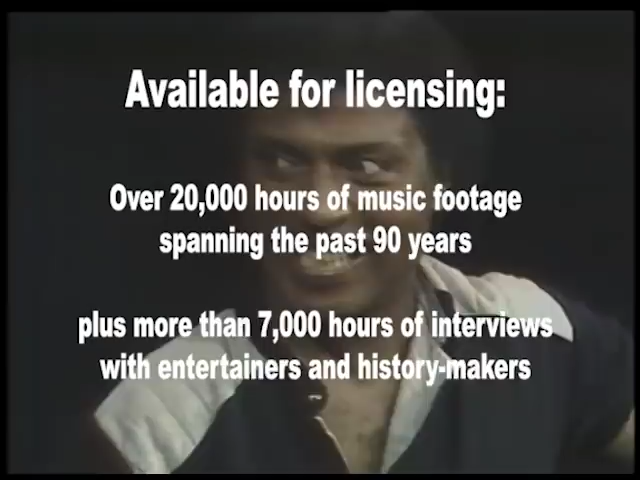 Available for licensing:
Over 20,000 hours of music footage
spanning the past 90 years
plus more than 7,000 hours of interviews
with entertainers and history-makers